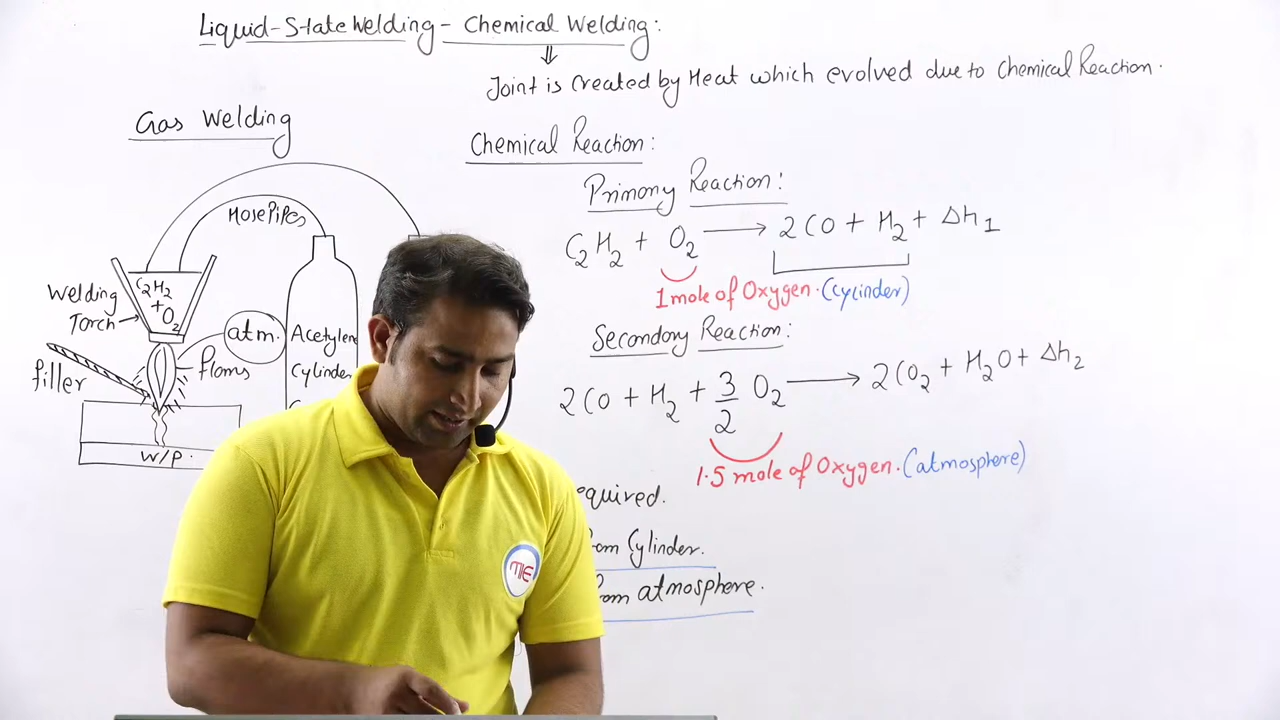 Liquid-State Welding - Chemical Welding:
⇓
Joint is Created by Heat which evolved due to Chemical Reaction.
Gas Welding
Chemical Reaction:
Primary Reaction:
Hose Pipes
C₂H₂ + O₂ → 2CO + H₂ + Δh₁
1 mole of Oxygen. (cylinder)
Welding Torch
C₂H₂ + O₂
atm.
Acetylene
Cylinder
filler
flame
W/P.
Secondary Reaction:
2CO + H₂ + 3/2 O₂ → 2CO₂ + H₂O + Δh₂
1.5 mole of Oxygen. (atmosphere)
equired.
om Cylinder.
om atmosphere.
MIE